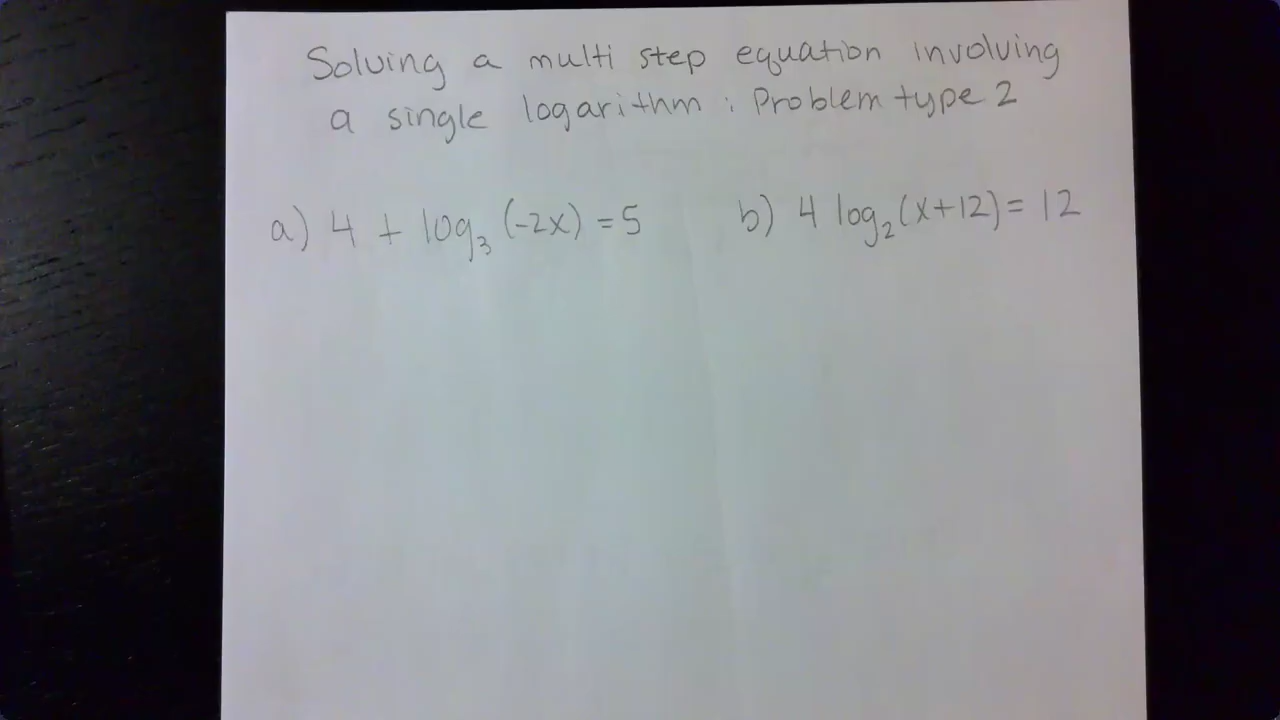 Solving a multi step equation involving
a single logarithm : Problem type 2
a) 4 + log₃ (-2x) = 5
b) 4 log₂(x+12) = 12